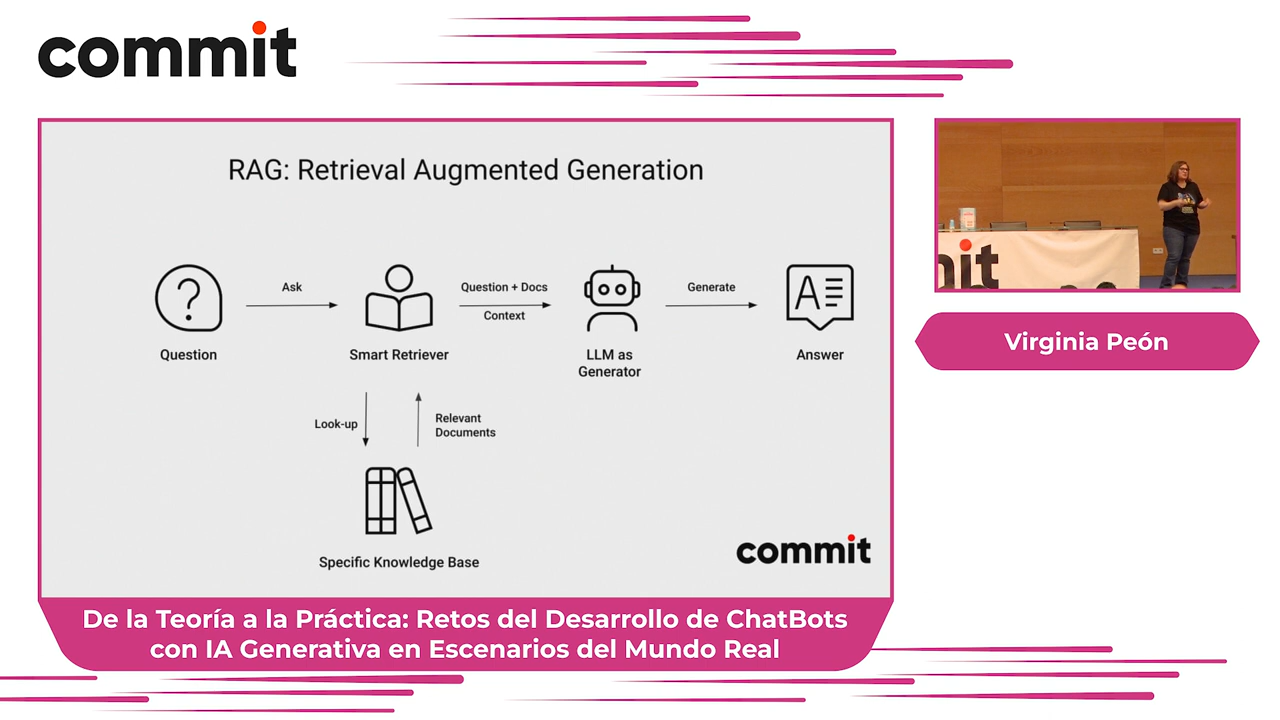 commit
RAG: Retrieval Augmented Generation
Ask
Question + Docs
Context
Generate
Question
Smart Retriever
LLM as
Generator
Answer
Look-up
Relevant
Documents
Specific Knowledge Base
commit
De la Teoría a la Práctica: Retos del Desarrollo de ChatBots
con IA Generativa en Escenarios del Mundo Real
nit
Virginia Peón